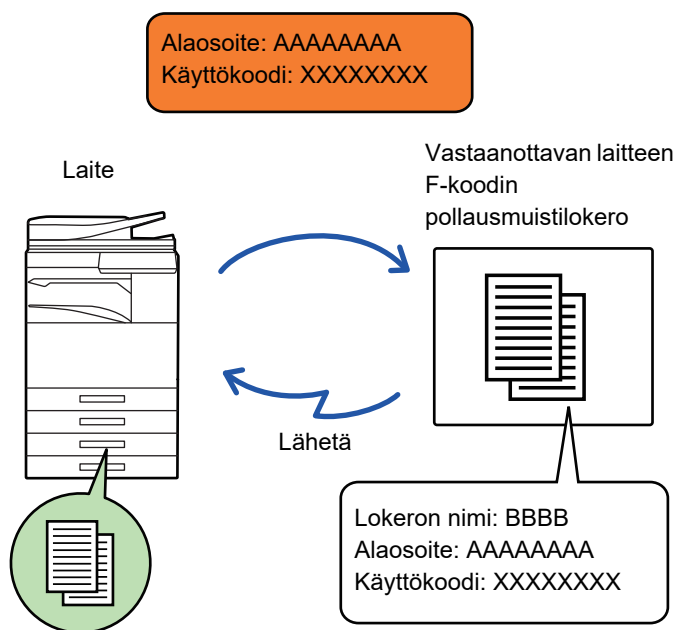 Alaosoite: AAAAAAAA
Käyttökoodi: XXXXXXXX
Laite
Vastaanottavan laitteen
F-koodin
pollausmuistilokero
Lähetä
Lokeron nimi: BBBB
Alaosoite: AAAAAAAA
Käyttökoodi: XXXXXXXX